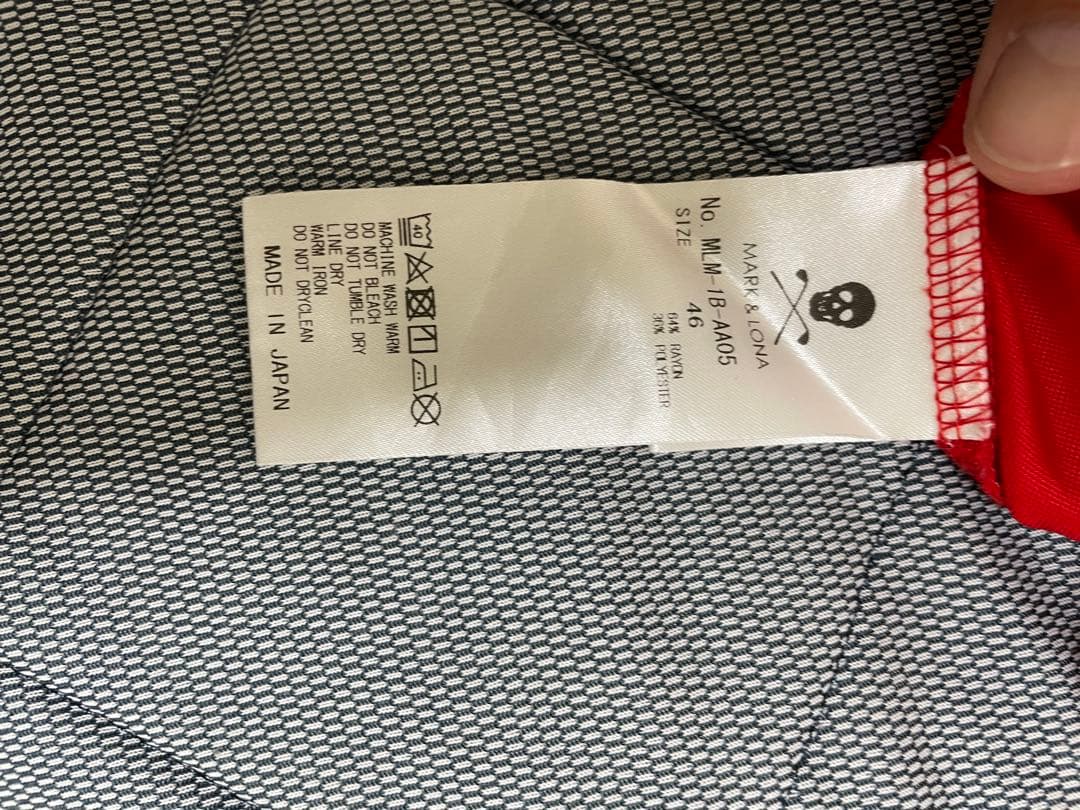 MARK & LONA
No. MLM-1B-AA05
SIZE 46
64% RAYON
36% POLYESTER
40
MACHINE WASH WARM
DO NOT BLEACH
DO NOT TUMBLE DRY
LINE DRY
WARM IRON
DO NOT DRYCLEAN
MADE IN JAPAN